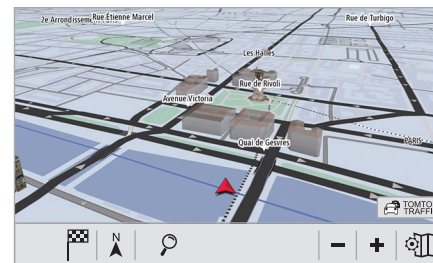 2e Arrondissement
Rue Étienne Marcel
Rue de Turbigo
Les Halles
Rue de Rivoli
Avenue Victoria
Quai de Gesvres
PARIS
TOMTOM
TRAFFIC
N